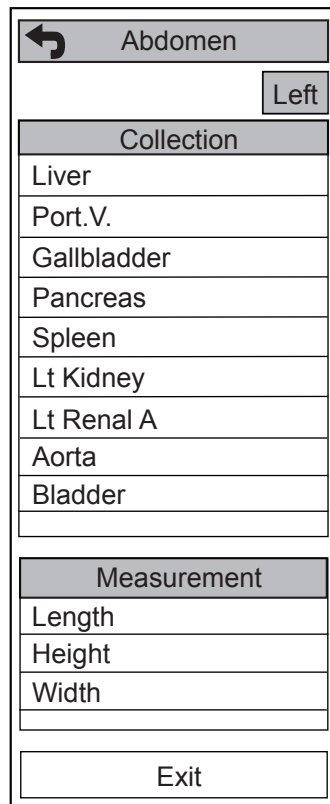 Abdomen
Left
Collection
Liver
Port.V.
Gallbladder
Pancreas
Spleen
Lt Kidney
Lt Renal A
Aorta
Bladder
Measurement
Length
Height
Width
Exit